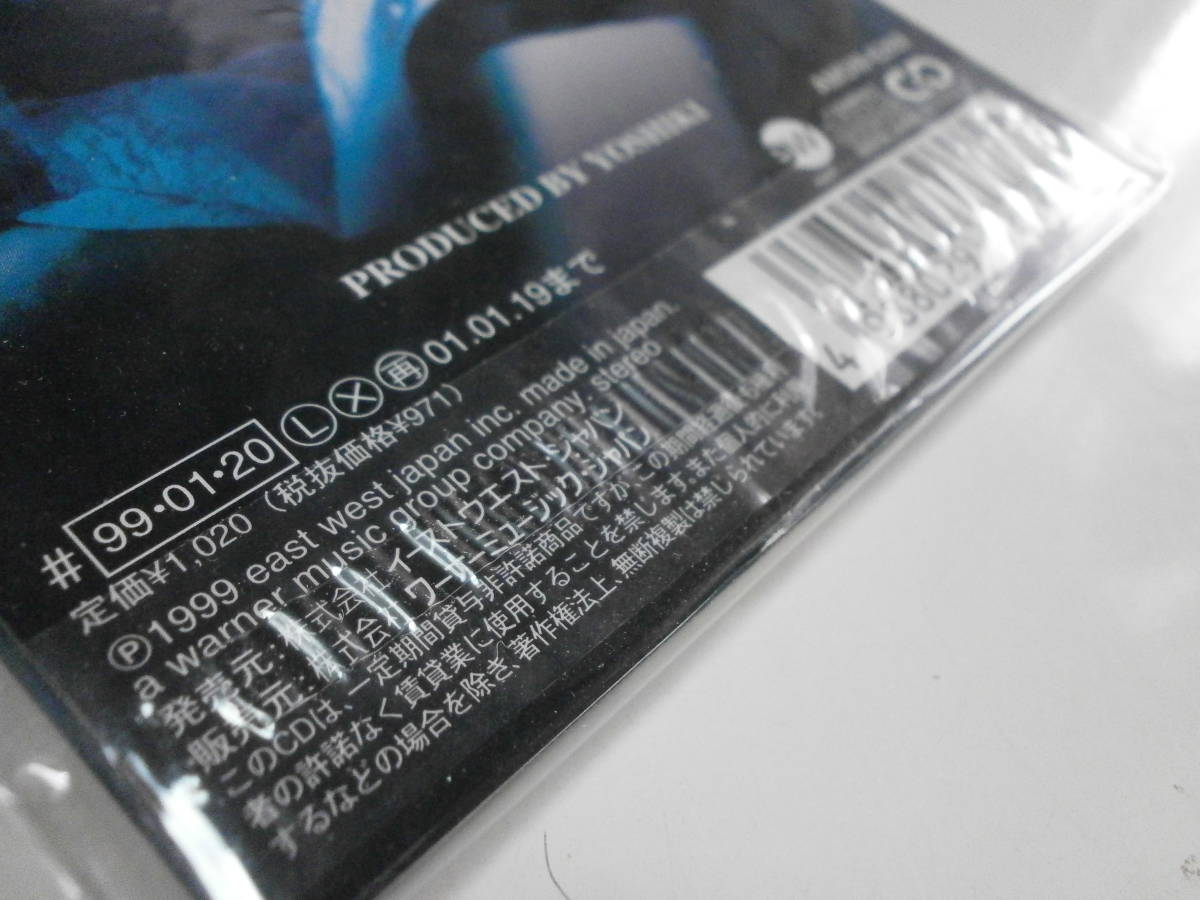 PRODUCED BY YOSHIKI
# 99・01・20 Ⓛ Ⓧ 再 01.01.19まで
定価¥1,020 (税抜価格¥971)
Ⓟ1999 east west japan inc. made in japan.
a warner music group company. stereo
発売元:株式会社イーストウエスト・ジャパン
販売元:株式会社ワーナーミュージック・ジャパン
このCDは、一定期間貸与非許諾商品ですが、この期間経過後も権利
者の許諾なく賃貸業に使用することを禁じます。また個人的に利用
するなどの場合を除き、著作権法上、無断複製は禁じられています。